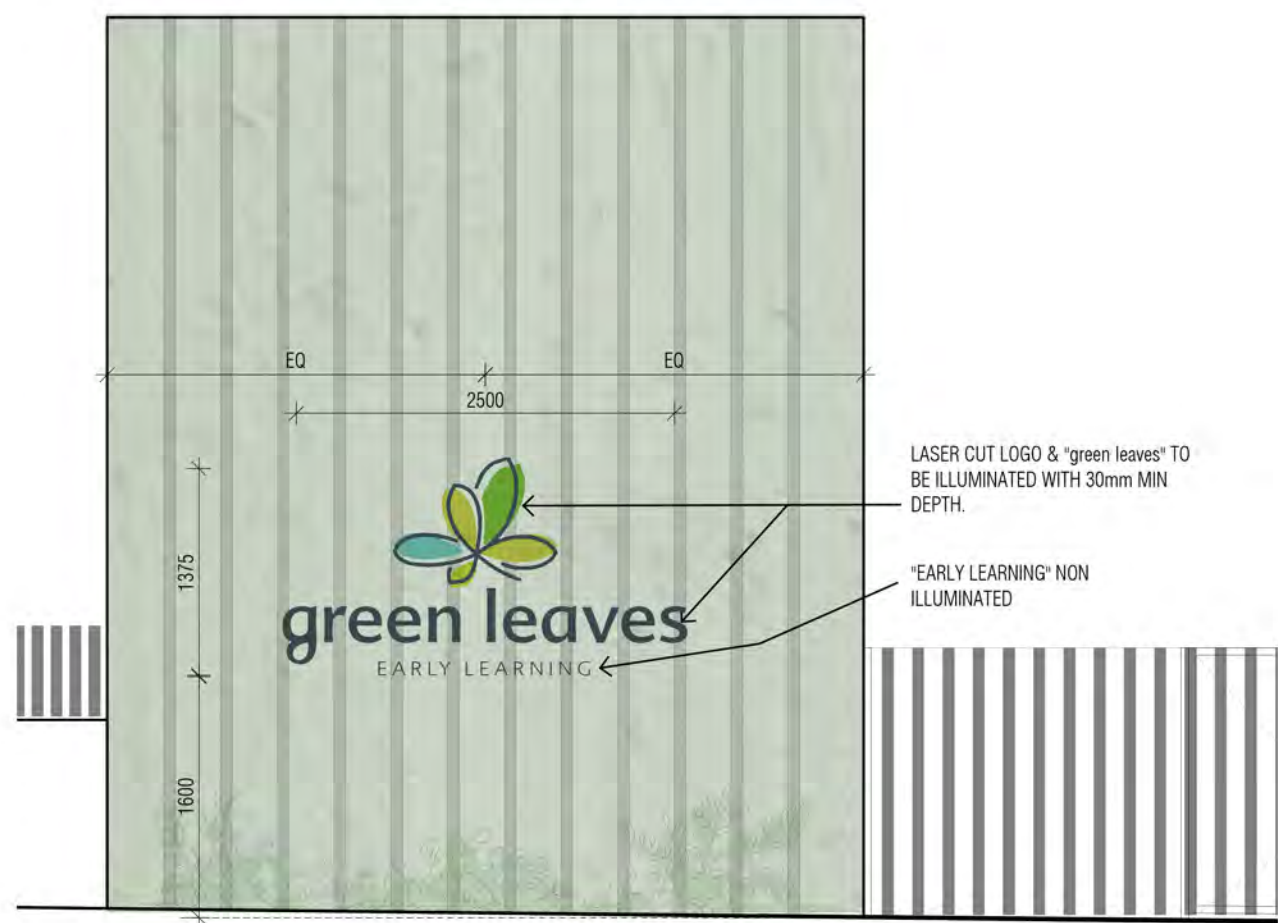 EQ EQ
2500
LASER CUT LOGO & "green leaves" TO
BE ILLUMINATED WITH 30mm MIN
DEPTH.
1375
"EARLY LEARNING" NON
ILLUMINATED
green leaves
EARLY LEARNING
1600